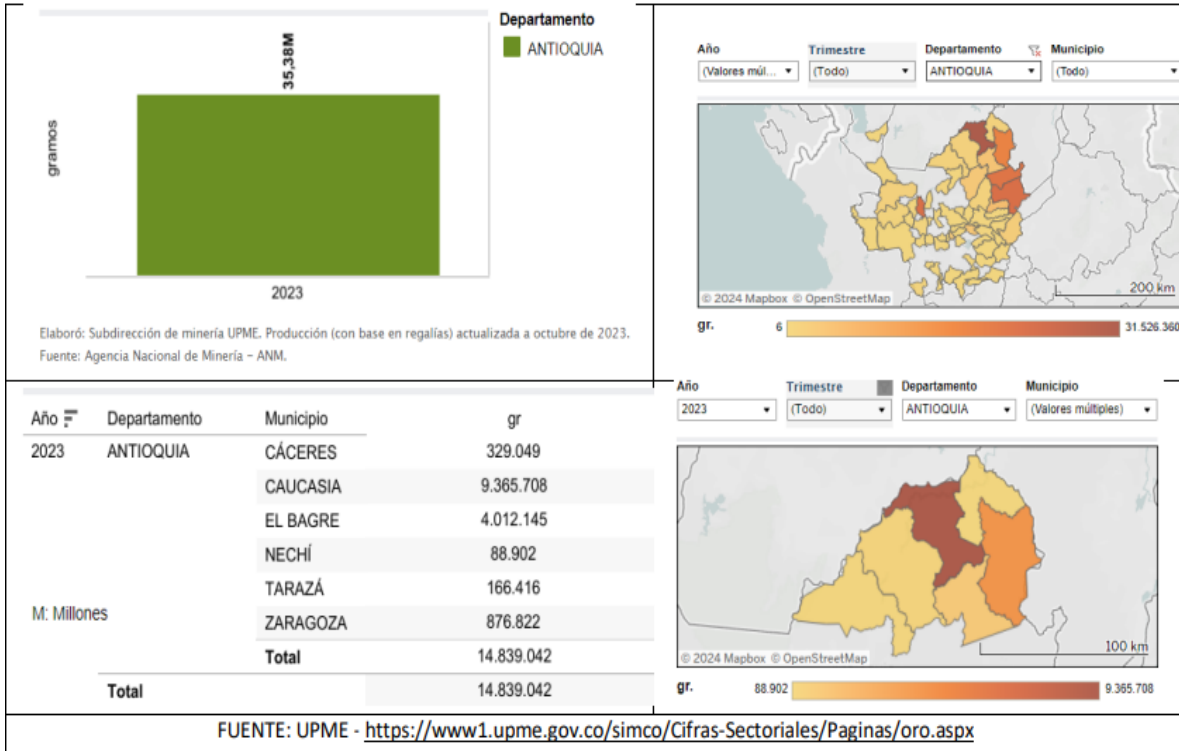 Departamento
ANTIOQUIA
35,38M
gramos
2023
Elaboró: Subdirección de minería UPME. Producción (con base en regalías) actualizada a octubre de 2023.
Fuente: Agencia Nacional de Minería – ANM.
Año Trimestre Departamento Municipio
(Valores múl... (Todo) ANTIOQUIA (Todo)
© 2024 Mapbox © OpenStreetMap 200 km
gr. 6 31.526.360
Año Departamento Municipio gr
2023 ANTIOQUIA CÁCERES 329.049
CAUCASIA 9.365.708
EL BAGRE 4.012.145
NECHÍ 88.902
TARAZÁ 166.416
M: Millones
ZARAGOZA 876.822
Total 14.839.042
Total 14.839.042
Año Trimestre Departamento Municipio
2023 (Todo) ANTIOQUIA (Valores múltiples)
© 2024 Mapbox © OpenStreetMap 100 km
gr. 88.902 9.365.708
FUENTE: UPME - https://www1.upme.gov.co/simco/Cifras-Sectoriales/Paginas/oro.aspx